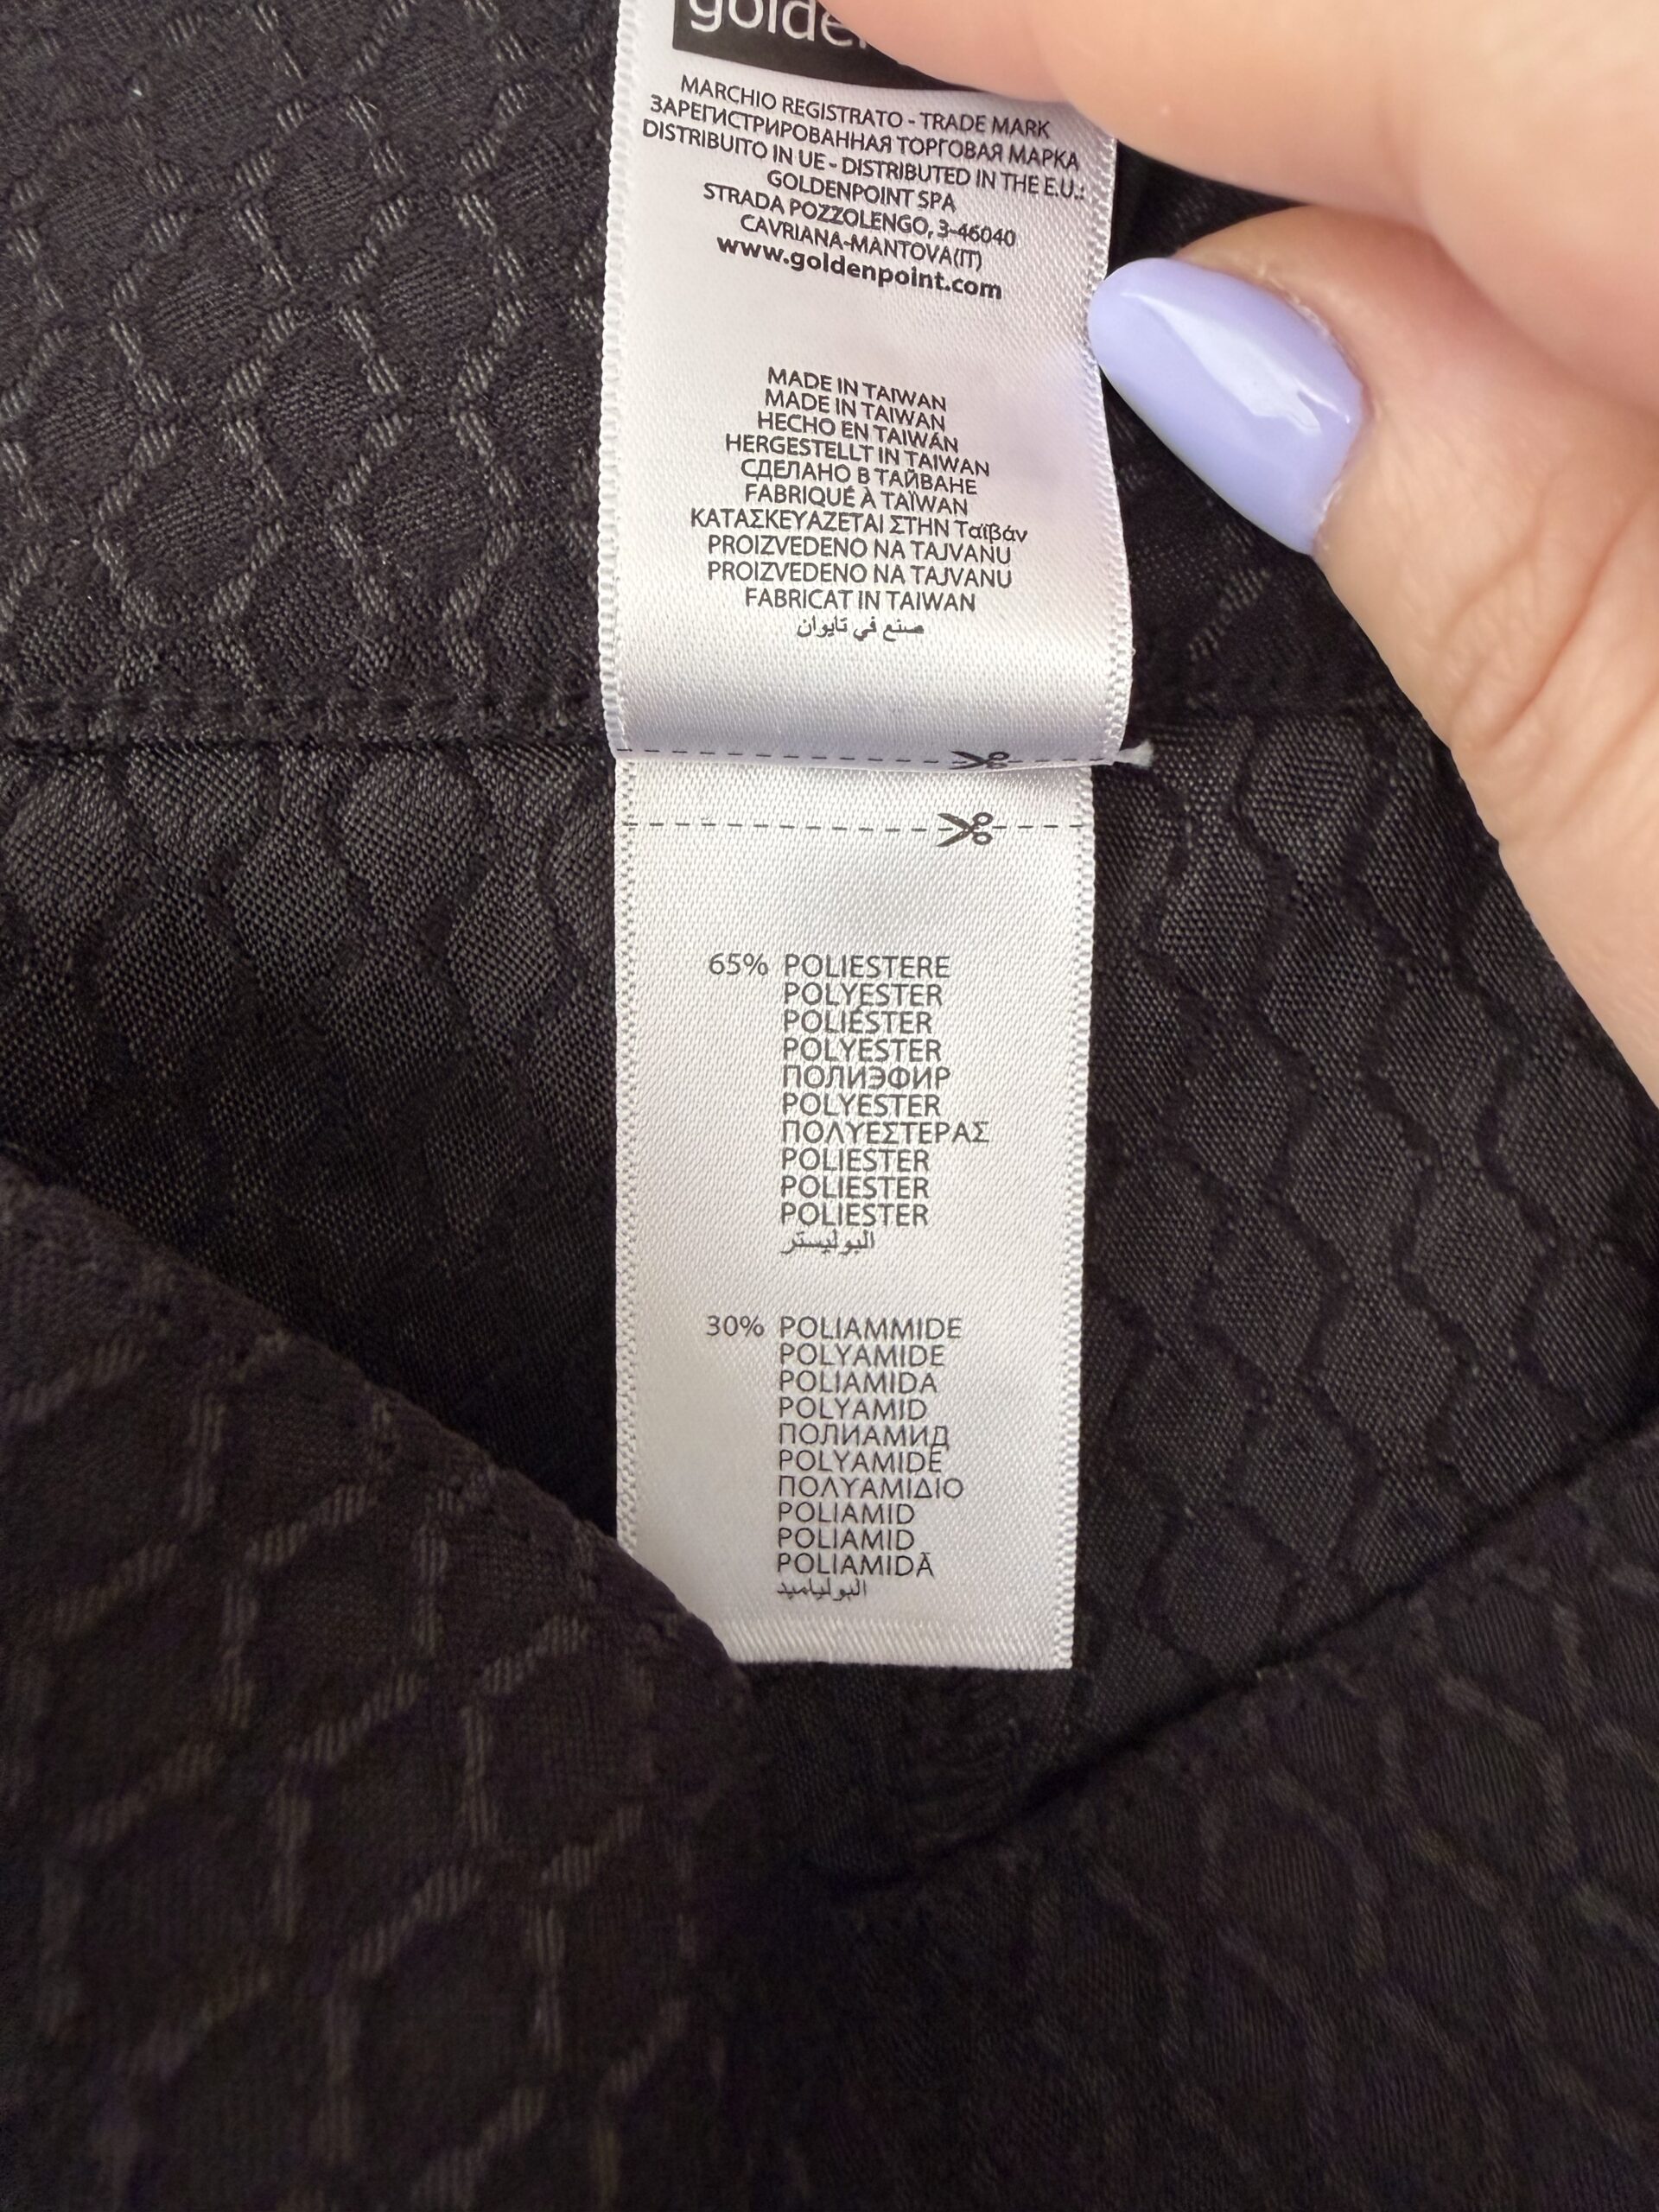 MARCHIO REGISTRATO - TRADE MARK
ЗАРЕГИСТРИРОВАННАЯ ТОРГОВАЯ МАРКА
DISTRIBUITO IN UE - DISTRIBUTED IN THE E.U.:
GOLDENPOINT SPA
STRADA POZZOLENGO, 3-46040
CAVRIANA-MANTOVA(IT)
www.goldenpoint.com
MADE IN TAIWAN
MADE IN TAIWAN
HECHO EN TAIWÁN
HERGESTELLT IN TAIWAN
СДЕЛАНО В ТАЙВАНЕ
FABRIQUÉ À TAÏWAN
ΚΑΤΑΣΚΕΥΑΖΕΤΑΙ ΣΤΗΝ Ταϊβάν
PROIZVEDENO NA TAJVANU
PROIZVEDENO NA TAJVANU
FABRICAT IN TAIWAN
صنع في تايوان
65% POLIESTERE
POLYESTER
POLIÉSTER
POLYESTER
ПОЛИЭФИР
POLYESTER
ΠΟΛΥΕΣΤΕΡΑΣ
POLIESTER
POLIESTER
POLIESTER
البوليستر
30% POLIAMMIDE
POLYAMIDE
POLIAMIDA
POLYAMID
ПОЛИАМИД
POLYAMIDE
ΠΟΛΥΑΜΙΔΙΟ
POLIAMID
POLIAMID
POLIAMIDĂ
البولياميد